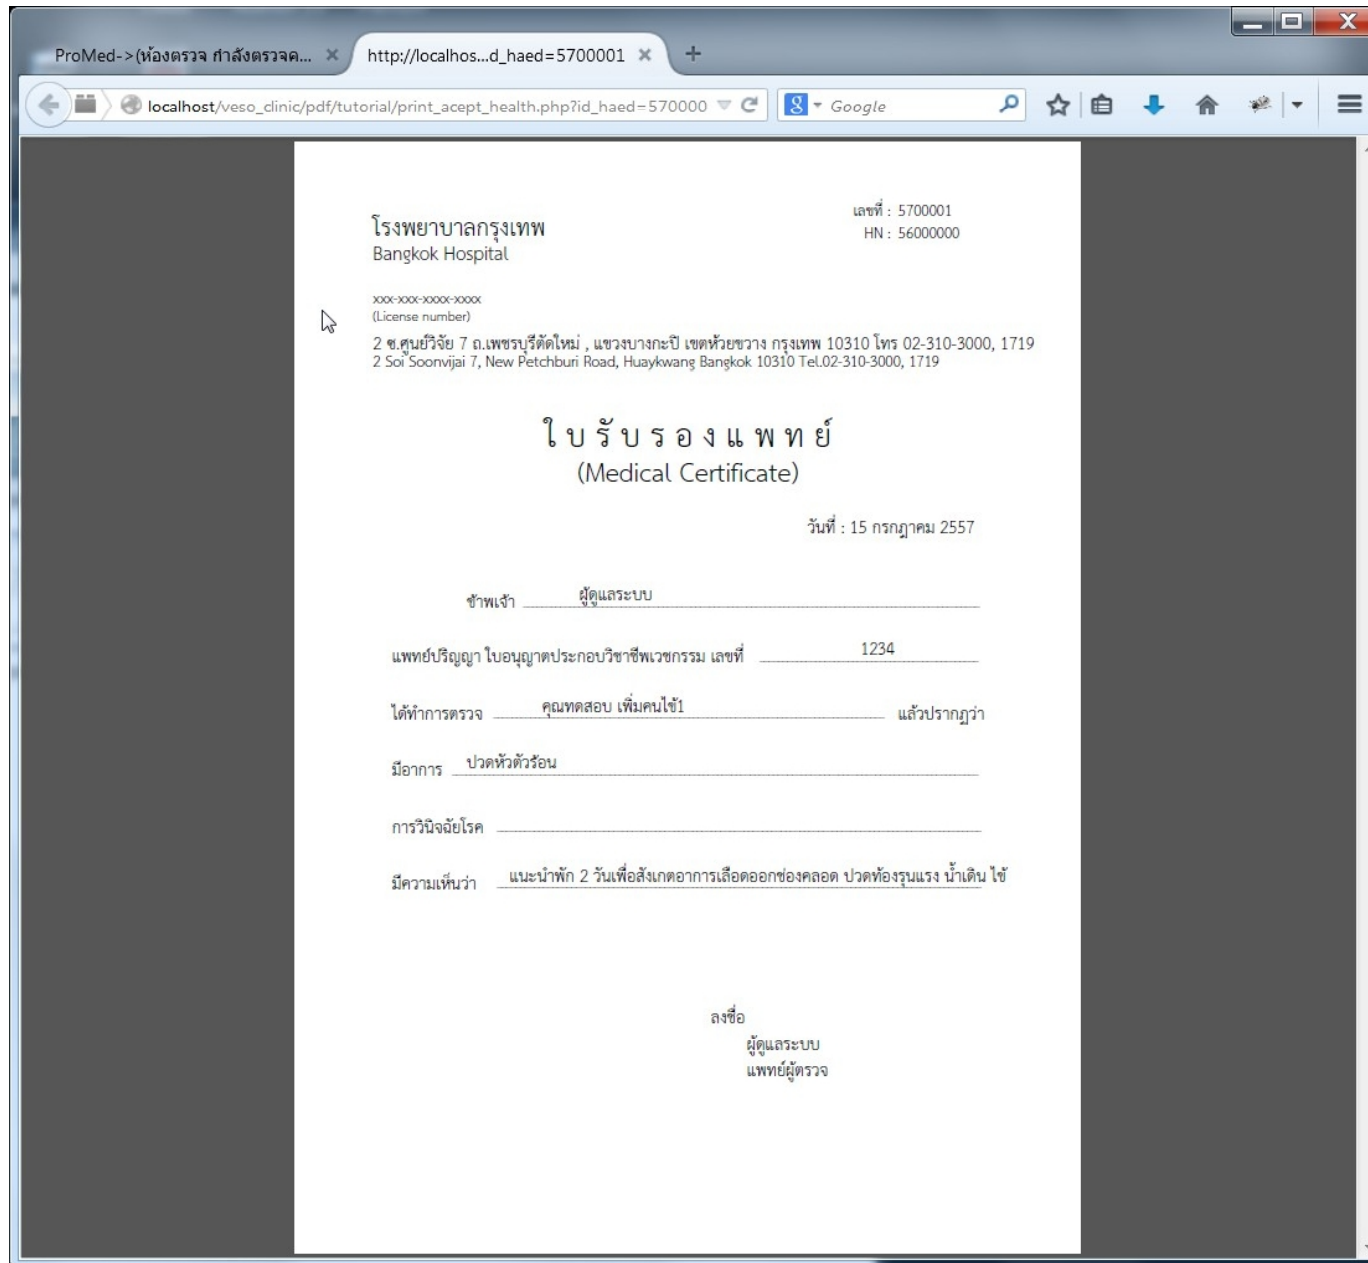 ProMed->(ห้องตรวจ กำลังตรวจค...
http://localhos...d_haed=5700001
localhost/veso_clinic/pdf/tutorial/print_acept_health.php?id_haed=570000
Google
เลขที่ : 5700001
โรงพยาบาลกรุงเทพ
HN : 56000000
Bangkok Hospital
xxx-xxx-xxxx-xxxx
(License number)
2 ซ.ศูนย์วิจัย 7 ถ.เพชรบุรีตัดใหม่ , แขวงบางกะปิ เขตห้วยขวาง กรุงเทพ 10310 โทร 02-310-3000, 1719
2 Soi Soonvijai 7, New Petchburi Road, Huaykwang Bangkok 10310 Tel.02-310-3000, 1719
ใบรับรองแพทย์
(Medical Certificate)
วันที่ : 15 กรกฎาคม 2557
ข้าพเจ้า ผู้ดูแลระบบ
แพทย์ปริญญา ใบอนุญาตประกอบวิชาชีพเวชกรรม เลขที่ 1234
ได้ทำการตรวจ คุณทดสอบ เพิ่มคนไข้1 แล้วปรากฏว่า
มีอาการ ปวดหัวตัวร้อน
การวินิจฉัยโรค
มีความเห็นว่า แนะนำพัก 2 วันเพื่อสังเกตอาการเลือดออกช่องคลอด ปวดท้องรุนแรง น้ำเดิน ไข้
ลงชื่อ
ผู้ดูแลระบบ
แพทย์ผู้ตรวจ